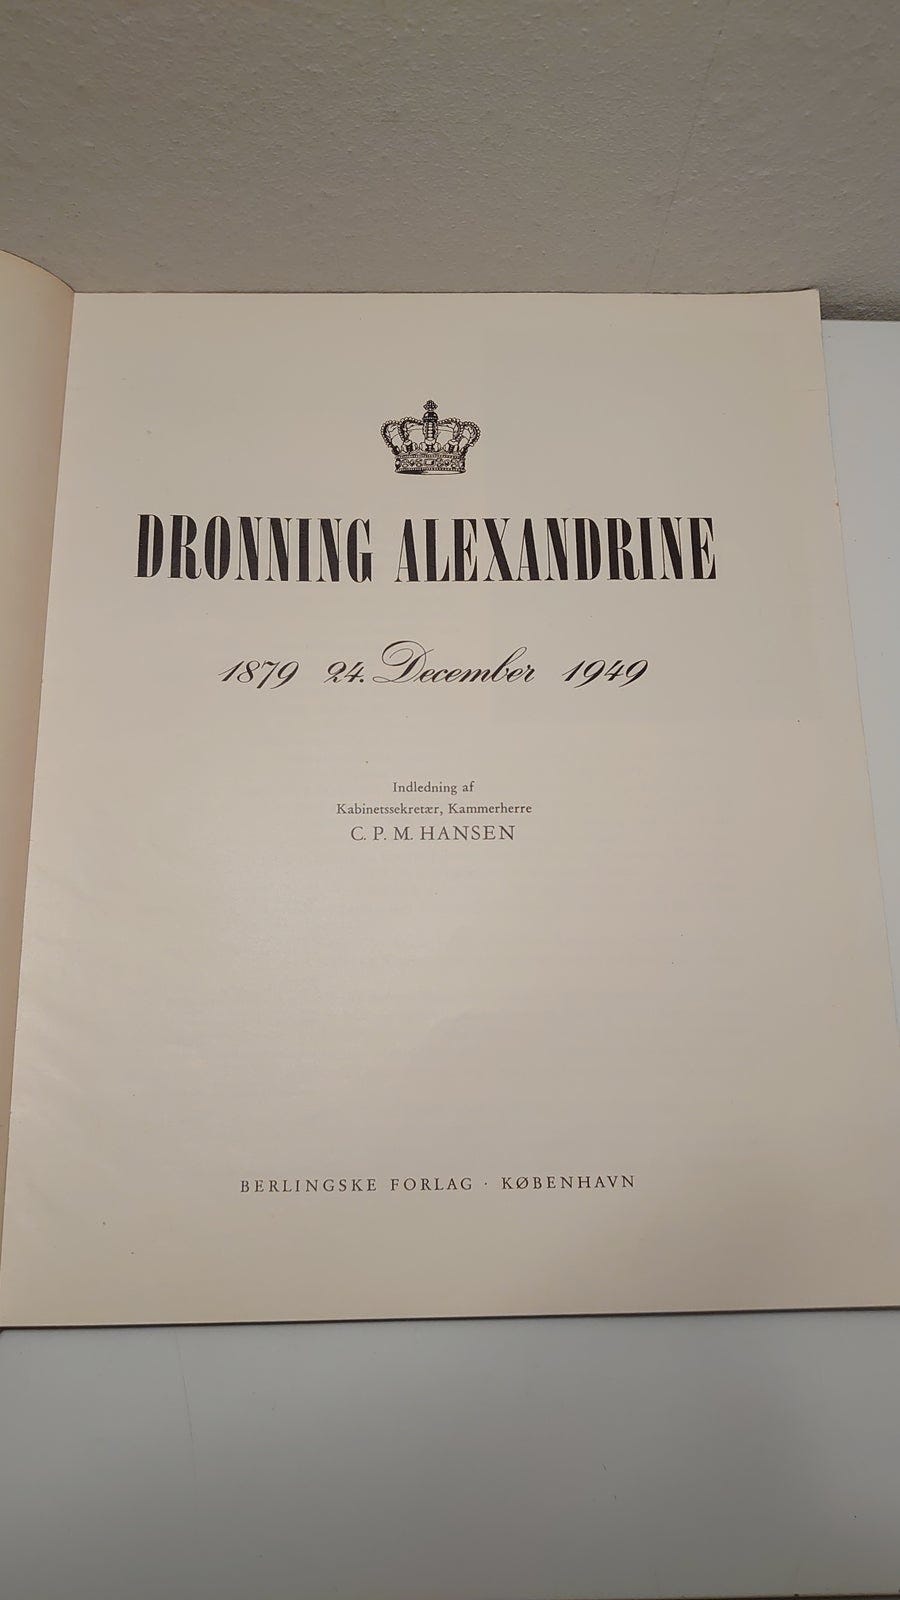 DRONNING ALEXANDRINE
1879 24. December 1949
Indledning af
Kabinetssekretær, Kammerherre
C. P. M. HANSEN
BERLINGSKE FORLAG · KØBENHAVN